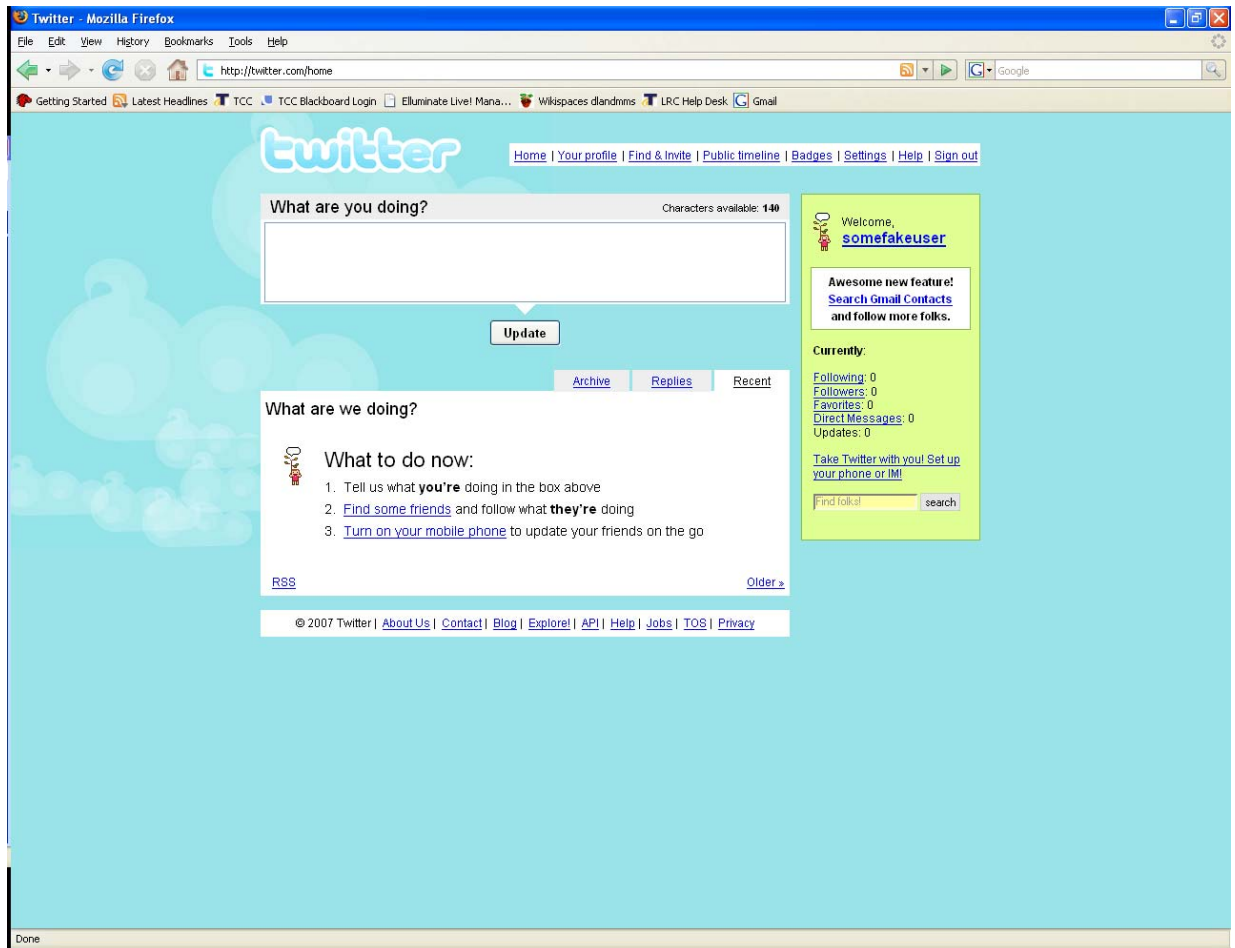 Twitter - Mozilla Firefox
File Edit View History Bookmarks Tools Help
http://twitter.com/home
Google
Getting Started Latest Headlines TCC TCC Blackboard Login Elluminate Live! Mana... Wikispaces dlandmms LRC Help Desk Gmail
twitter
Home | Your profile | Find & Invite | Public timeline | Badges | Settings | Help | Sign out
What are you doing? Characters available: 140
Update
Archive Replies Recent
What are we doing?
What to do now:
1. Tell us what you're doing in the box above
2. Find some friends and follow what they're doing
3. Turn on your mobile phone to update your friends on the go
RSS Older »
© 2007 Twitter | About Us | Contact | Blog | Explore! | API | Help | Jobs | TOS | Privacy
Welcome,
somefakeuser
Awesome new feature!
Search Gmail Contacts
and follow more folks.
Currently:
Following: 0
Followers: 0
Favorites: 0
Direct Messages: 0
Updates: 0
Take Twitter with you! Set up
your phone or IM!
Find folks! search
Done